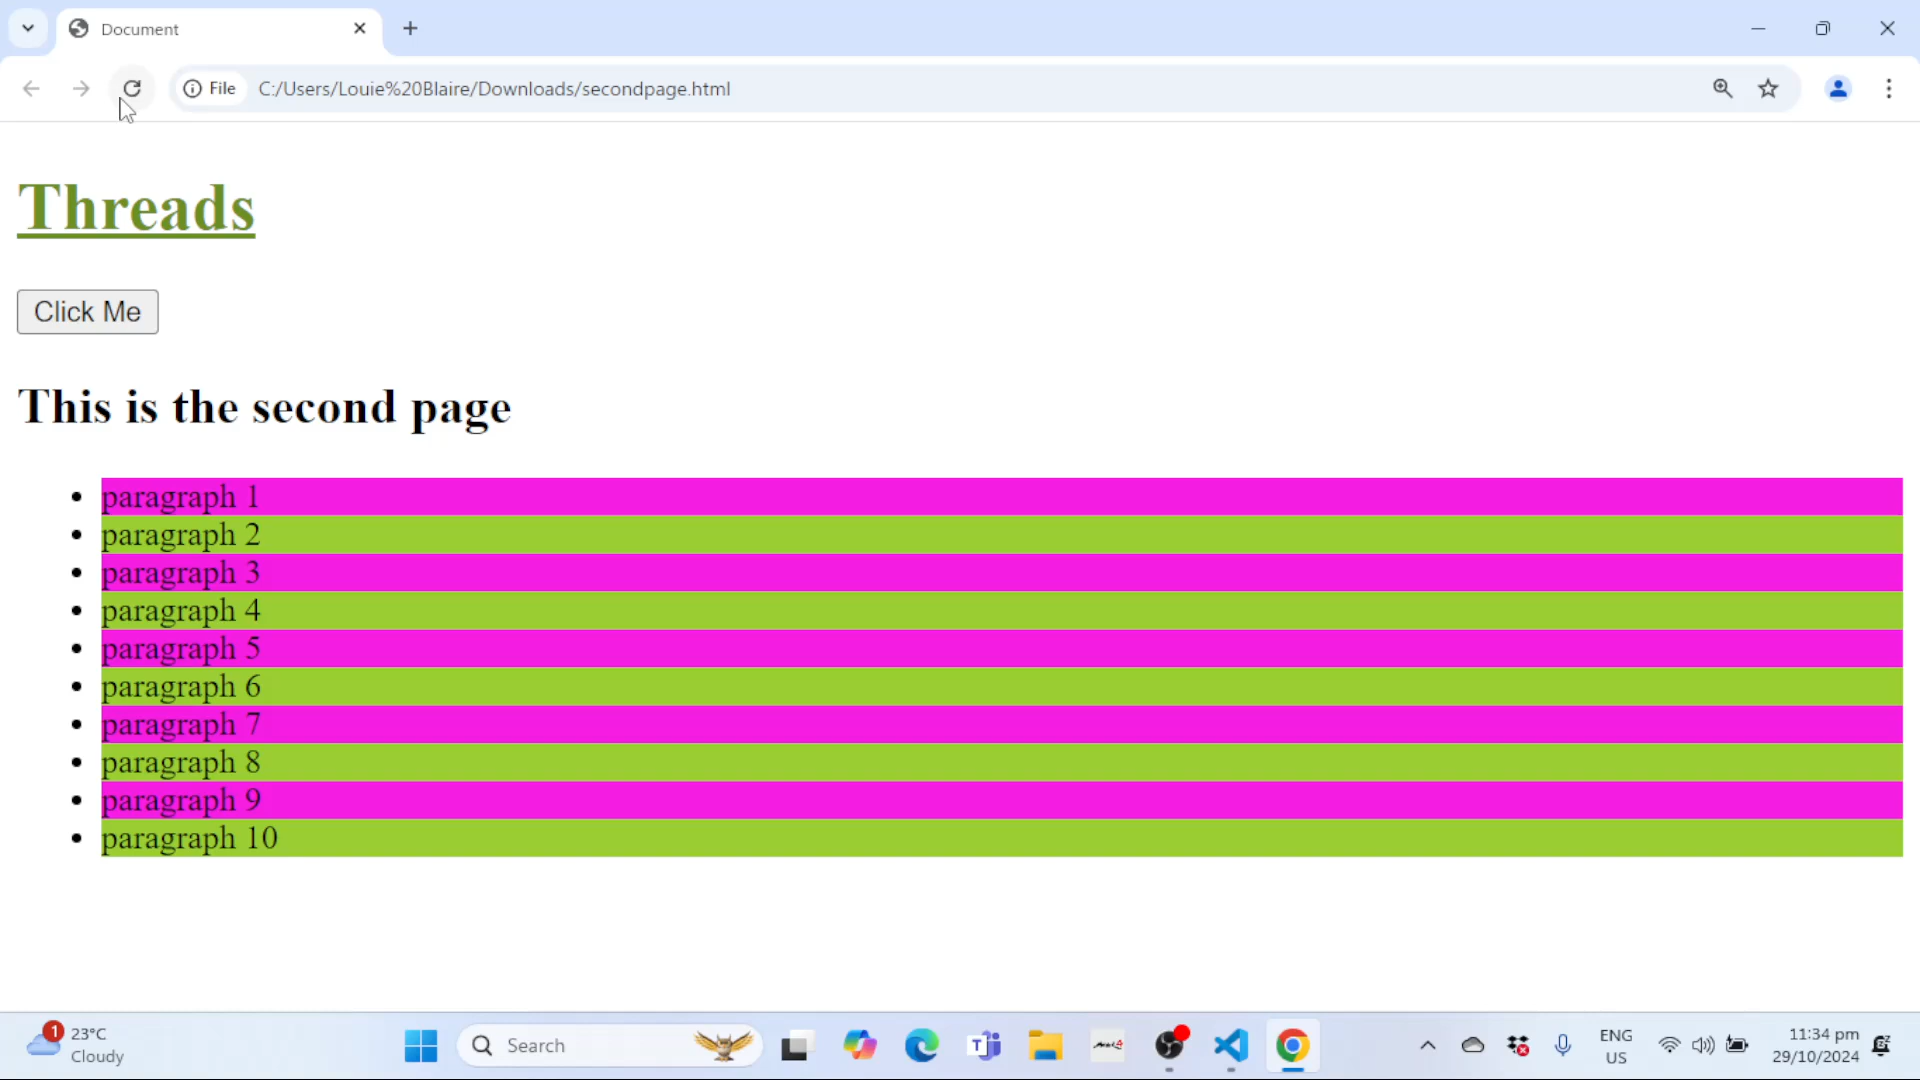 Document
File
C:/Users/Louie%20Blaire/Downloads/secondpage.html
Threads
Click Me
This is the second page
paragraph 1
paragraph 2
paragraph 3
paragraph 4
paragraph 5
paragraph 6
paragraph 7
paragraph 8
paragraph 9
paragraph 10
1
23°C
Cloudy
Search
ENG
US
11:34 pm
29/10/2024